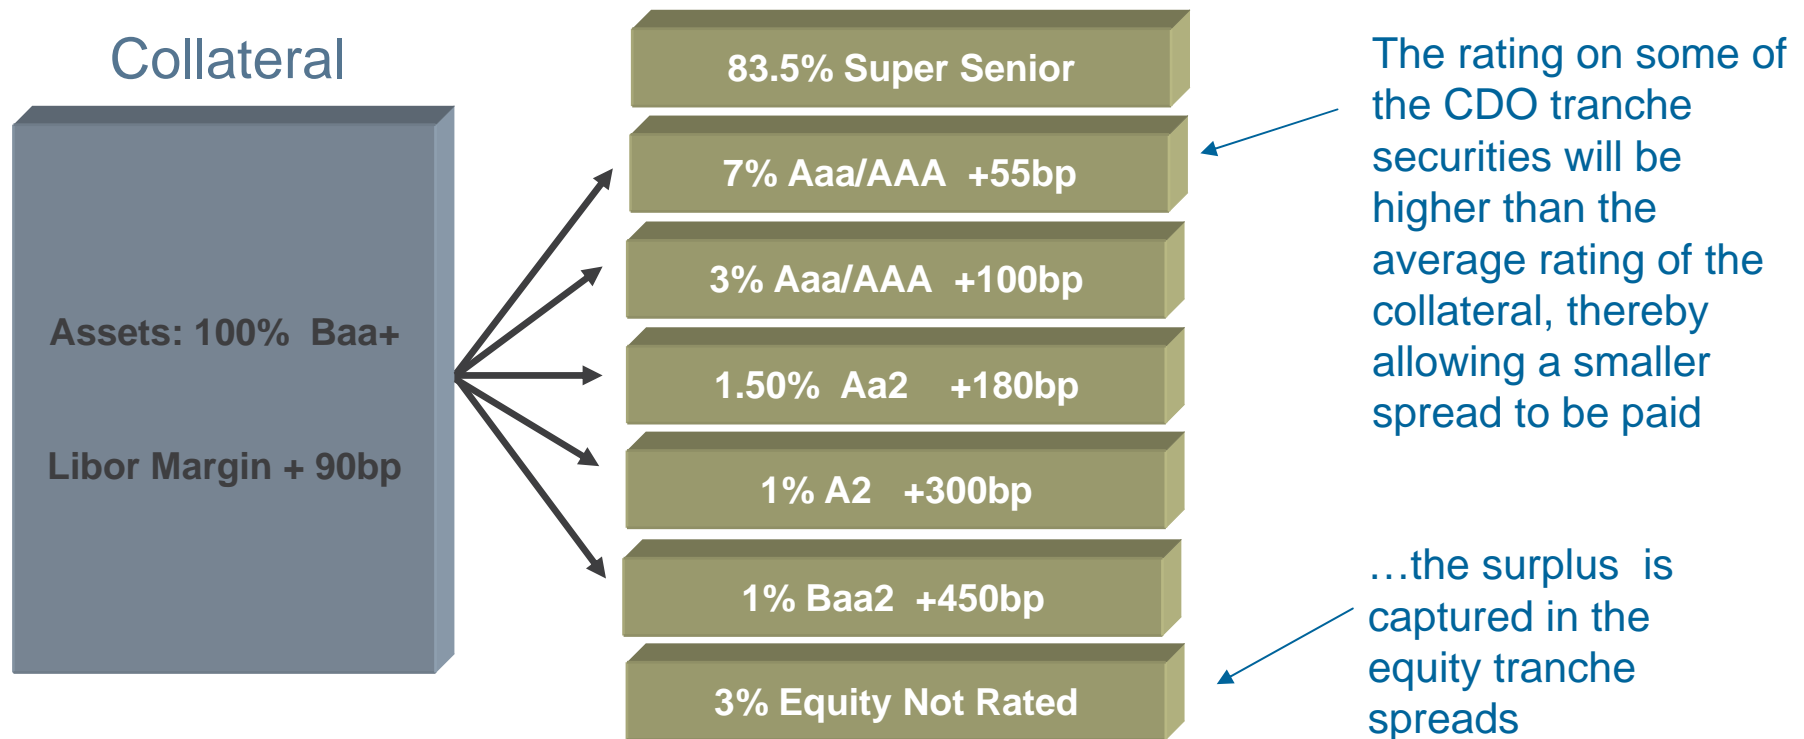 Collateral
Assets: 100% Baa+
Libor Margin + 90bp
83.5% Super Senior
7% Aaa/AAA +55bp
3% Aaa/AAA +100bp
1.50% Aa2 +180bp
1% A2 +300bp
1% Baa2 +450bp
3% Equity Not Rated
The rating on some of
the CDO tranche
securities will be
higher than the
average rating of the
collateral, thereby
allowing a smaller
spread to be paid
…the surplus is
captured in the
equity tranche
spreads